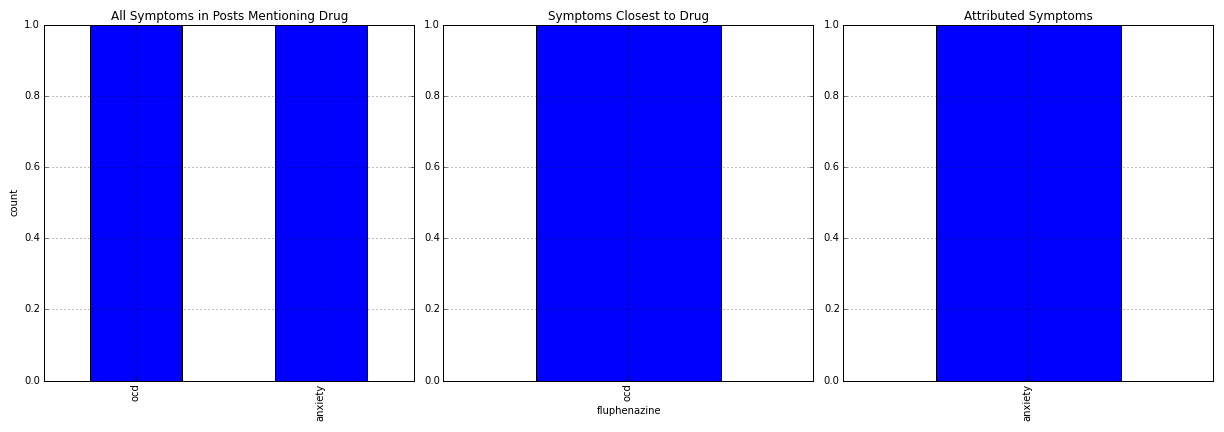 All Symptoms in Posts Mentioning Drug
1.0
0.8
0.6
0.4
0.2
0.0
count
ocd
anxiety
Symptoms Closest to Drug
1.0
0.8
0.6
0.4
0.2
0.0
ocd
fluphenazine
Attributed Symptoms
1.0
0.8
0.6
0.4
0.2
0.0
anxiety